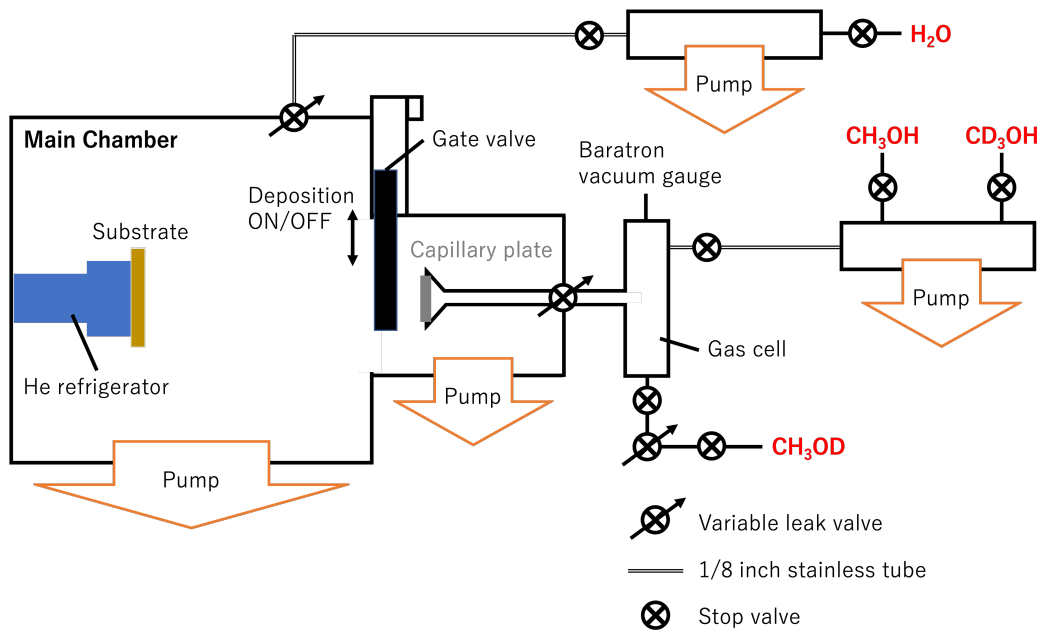 H₂O
Pump
Main Chamber
Gate valve
Baratron
vacuum gauge
CH₃OH
CD₃OH
Deposition
ON/OFF
Substrate
Capillary plate
Pump
Gas cell
He refrigerator
Pump
CH₃OD
Pump
Variable leak valve
1/8 inch stainless tube
Stop valve